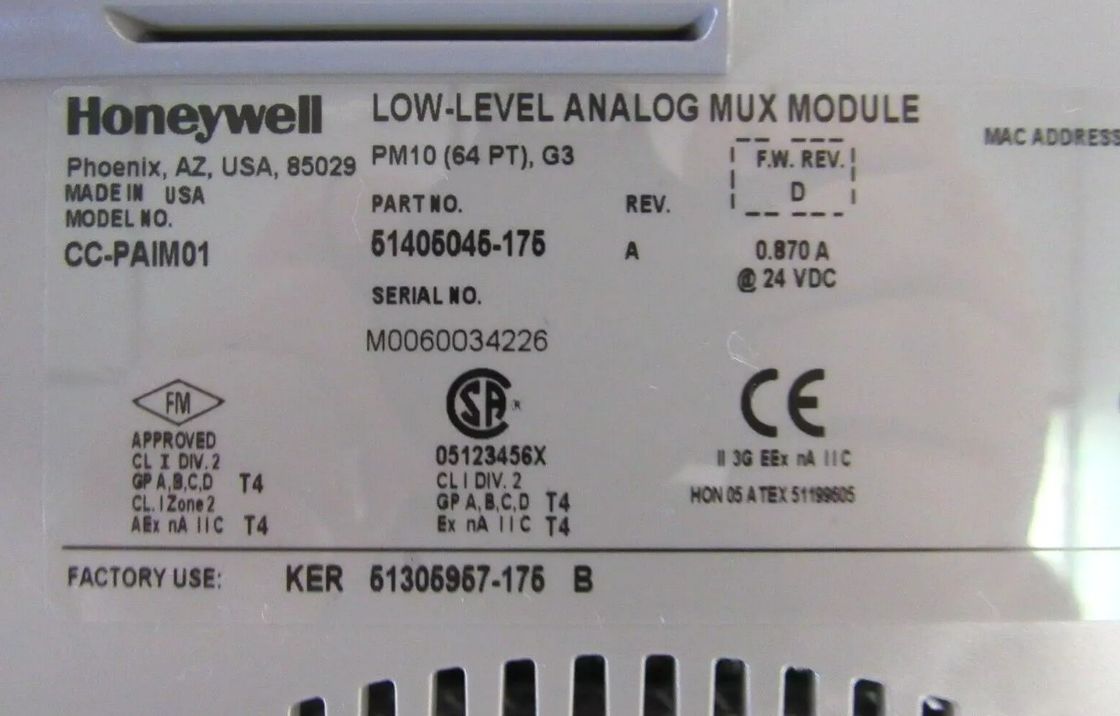 Honeywell
LOW-LEVEL ANALOG MUX MODULE
Phoenix, AZ, USA, 85029
MADE IN USA
MODEL NO.
CC-PAIM01
PM10 (64 PT), G3
PART NO.
51405045-175
REV.
A
SERIAL NO.
M0060034226
F.W. REV.
D
0.870 A
@ 24 VDC
MAC ADDRESS
FM
APPROVED
CL I DIV. 2
GP A,B,C,D T4
CL. I Zone 2
AEx nA IIC T4
SA
05123456X
CL I DIV. 2
GP A,B,C,D T4
Ex nA IIC T4
CE
II 3G EEx nA IIC
HON 05 ATEX 51199605
FACTORY USE: KER 51305957-175 B